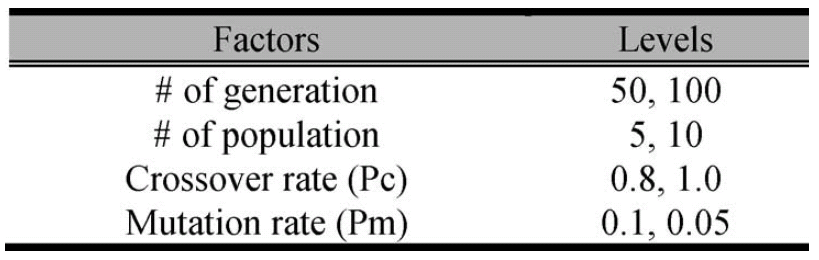 Factors Levels
# of generation 50, 100
# of population 5, 10
Crossover rate (Pc) 0.8, 1.0
Mutation rate (Pm) 0.1, 0.05